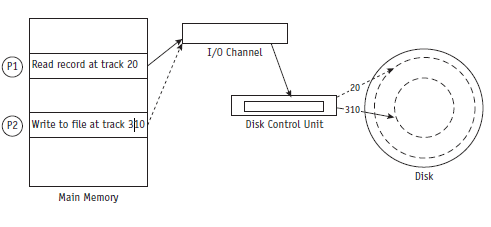 I/O Channel
P1
Read record at track 20
P2
Write to file at track 310
20
310
Disk Control Unit
Disk
Main Memory